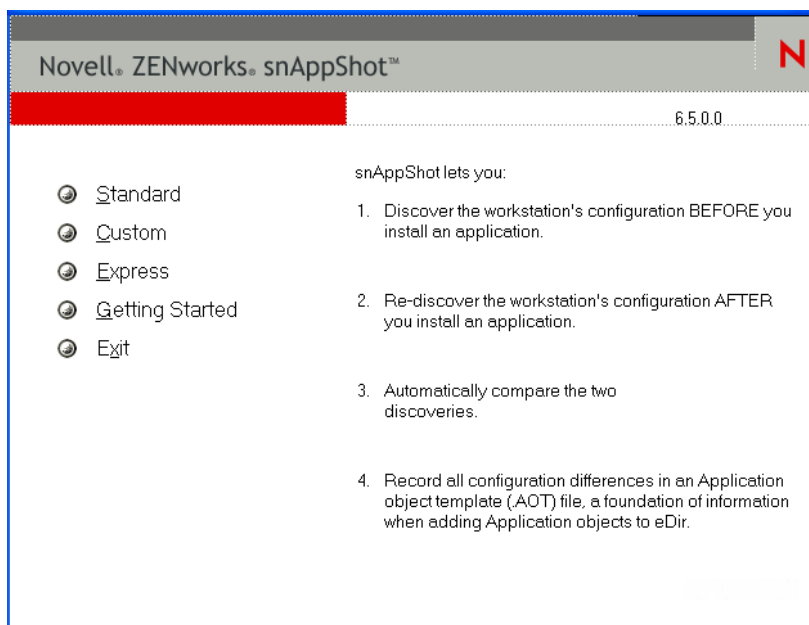 Novell® ZENworks® snAppShot™
N
6.5.0.0
Standard
Custom
Express
Getting Started
Exit
snAppShot lets you:
1. Discover the workstation's configuration BEFORE you
install an application.
2. Re-discover the workstation's configuration AFTER
you install an application.
3. Automatically compare the two
discoveries.
4. Record all configuration differences in an Application
object template (.AOT) file, a foundation of information
when adding Application objects to eDir.